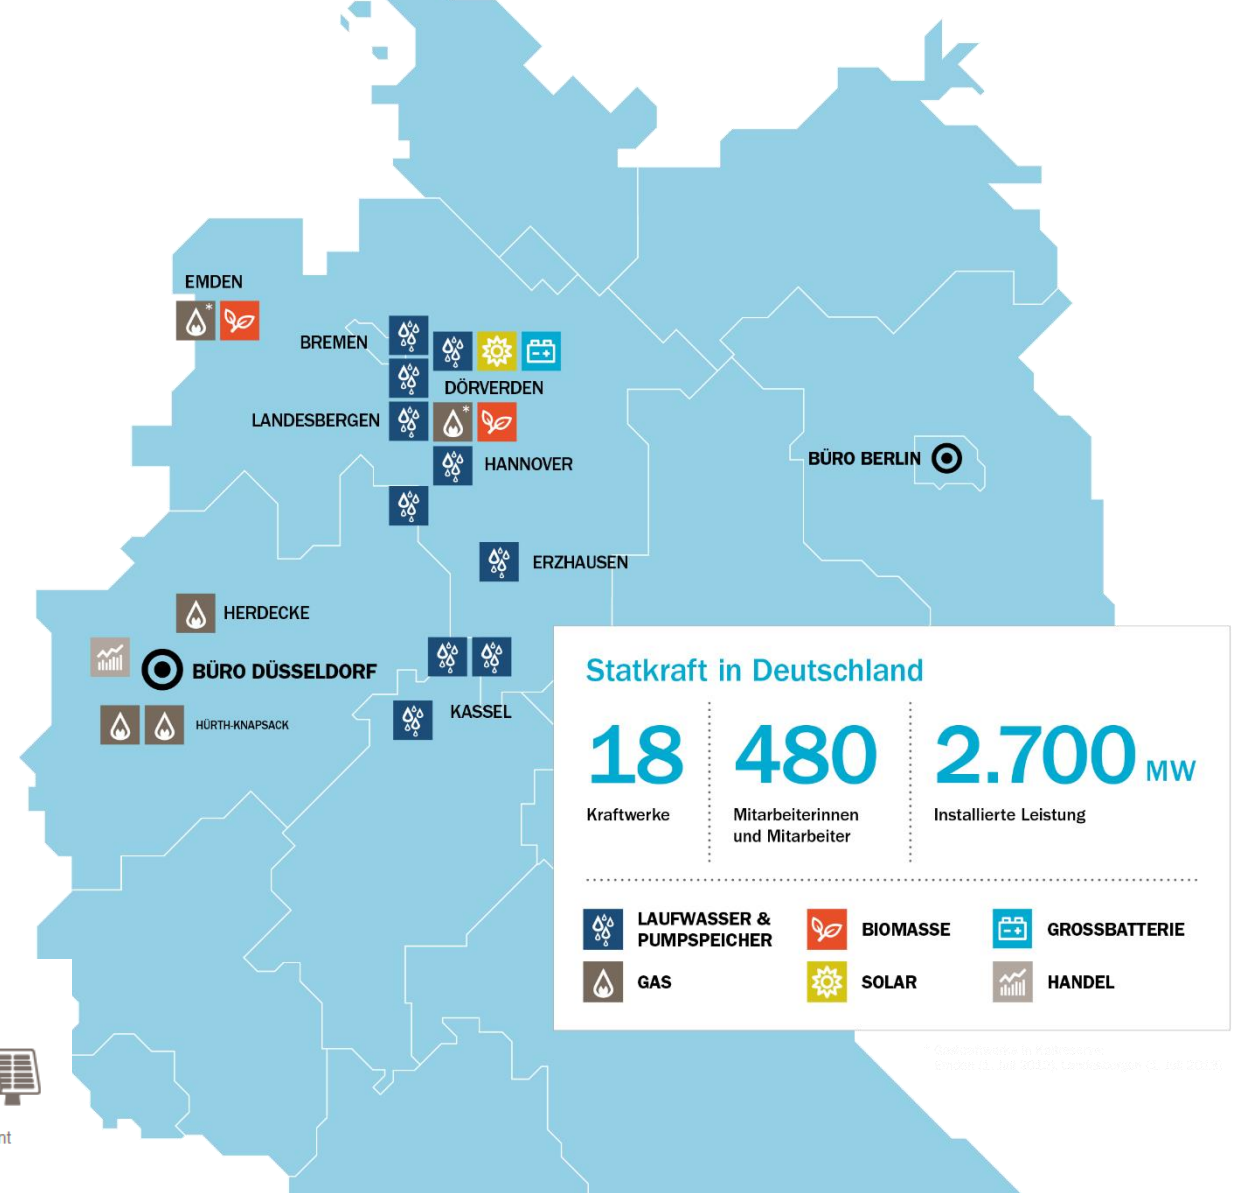 EMDEN
*
BREMEN
DÖRVERDEN
LANDESBERGEN
*
HANNOVER
BÜRO BERLIN
ERZHAUSEN
HERDECKE
BÜRO DÜSSELDORF
HÜRTH-KNAPSACK
KASSEL
Statkraft in Deutschland
18
Kraftwerke
480
Mitarbeiterinnen
und Mitarbeiter
2.700 MW
Installierte Leistung
LAUFWASSER &
PUMPSPEICHER
BIOMASSE
GROSSBATTERIE
GAS
SOLAR
HANDEL
nt